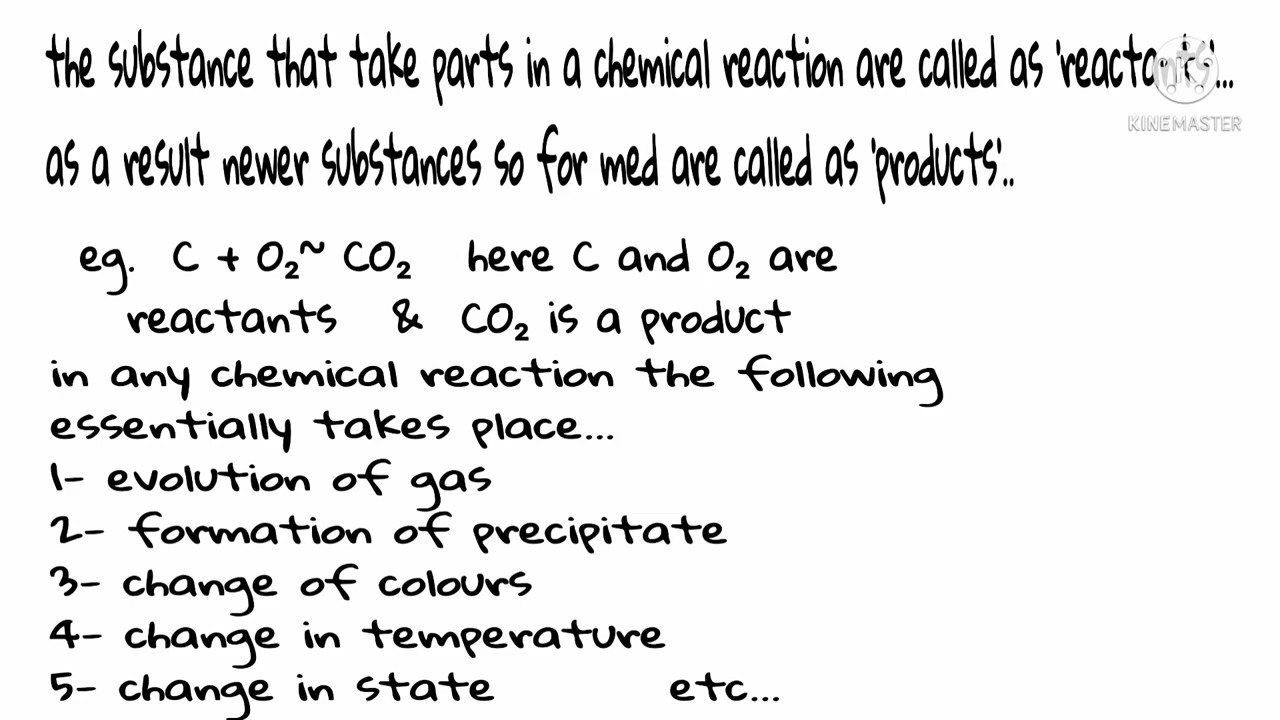 the substance that take parts in a chemical reaction are called as 'reactants'...
KINEMASTER
as a result newer substances so for med are called as 'products'..
eg. C + O₂~ CO₂ here C and O₂ are
reactants & CO₂ is a product
in any chemical reaction the following
essentially takes place...
1- evolution of gas
2- formation of precipitate
3- change of colours
4- change in temperature
5- change in state etc...